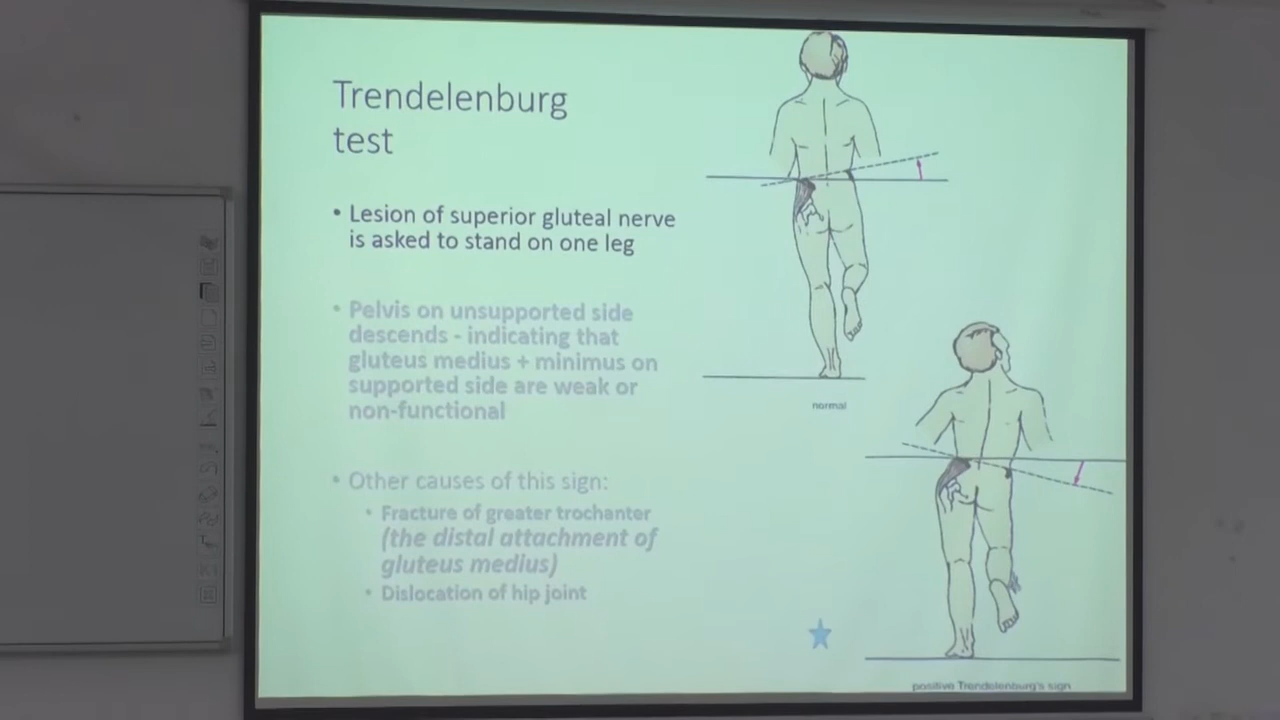 Trendelenburg
test
• Lesion of superior gluteal nerve
is asked to stand on one leg
• Pelvis on unsupported side
descends - indicating that
gluteus medius + minimus on
supported side are weak or
non-functional
• Other causes of this sign:
• Fracture of greater trochanter
(the distal attachment of
gluteus medius)
• Dislocation of hip joint
normal
positive Trendelenburg's sign